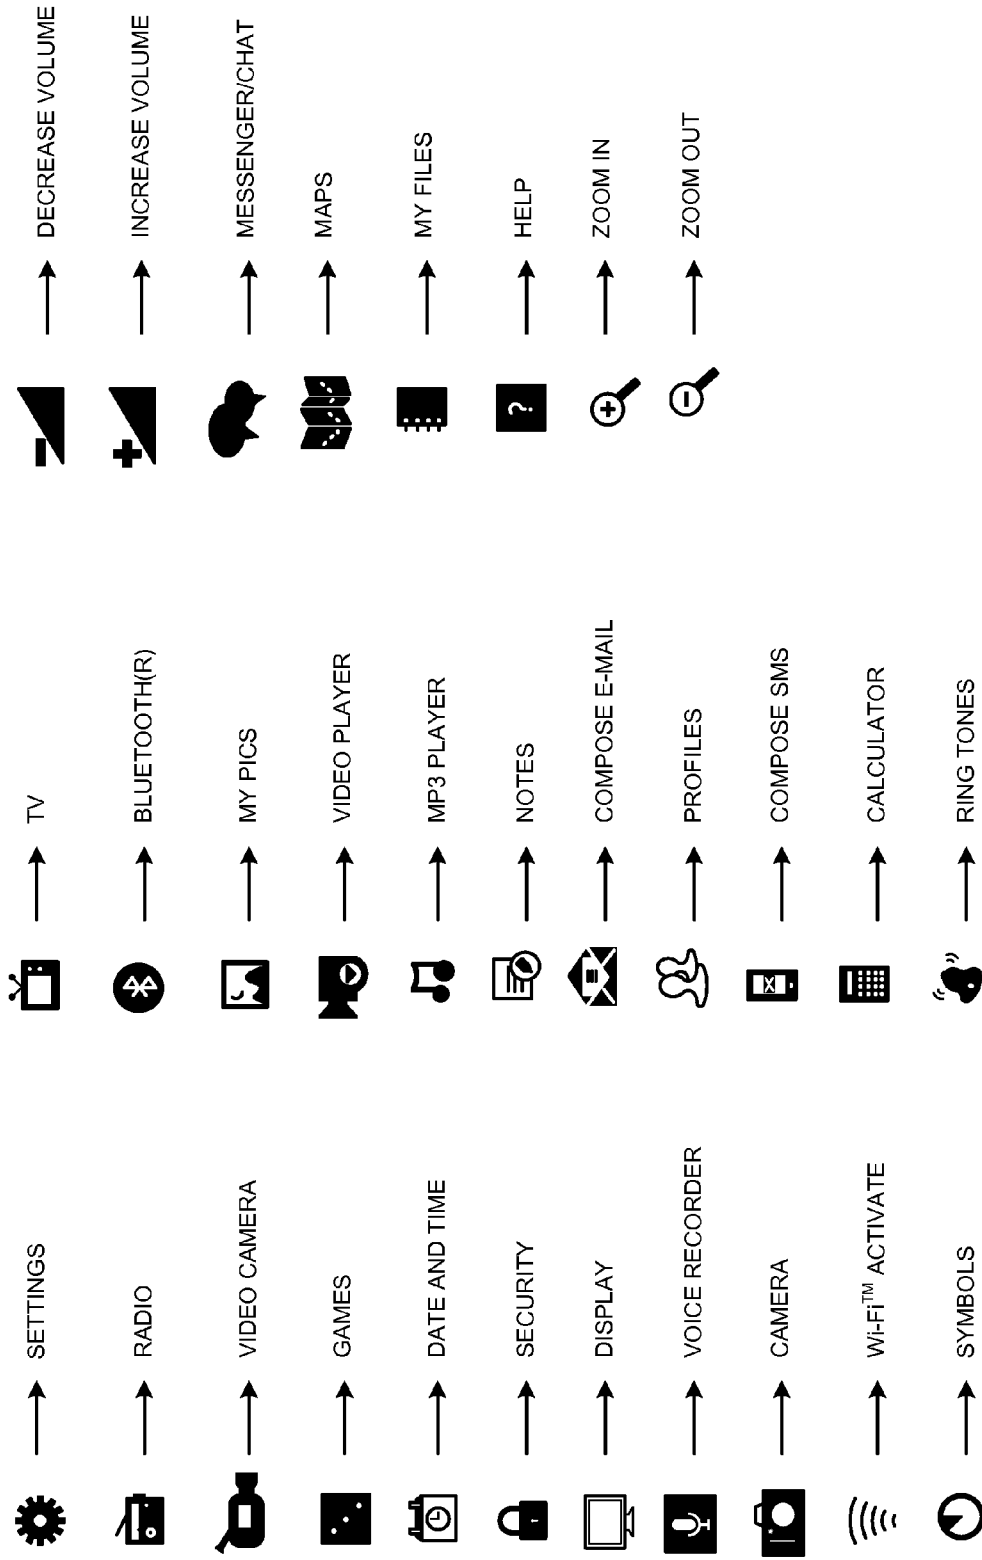 SETTINGS
RADIO
VIDEO CAMERA
GAMES
DATE AND TIME
SECURITY
DISPLAY
VOICE RECORDER
CAMERA
Wi-Fi™ ACTIVATE
SYMBOLS
TV
BLUETOOTH(R)
MY PICS
VIDEO PLAYER
MP3 PLAYER
NOTES
COMPOSE E-MAIL
PROFILES
COMPOSE SMS
CALCULATOR
RING TONES
DECREASE VOLUME
INCREASE VOLUME
MESSENGER/CHAT
MAPS
MY FILES
?
HELP
ZOOM IN
ZOOM OUT